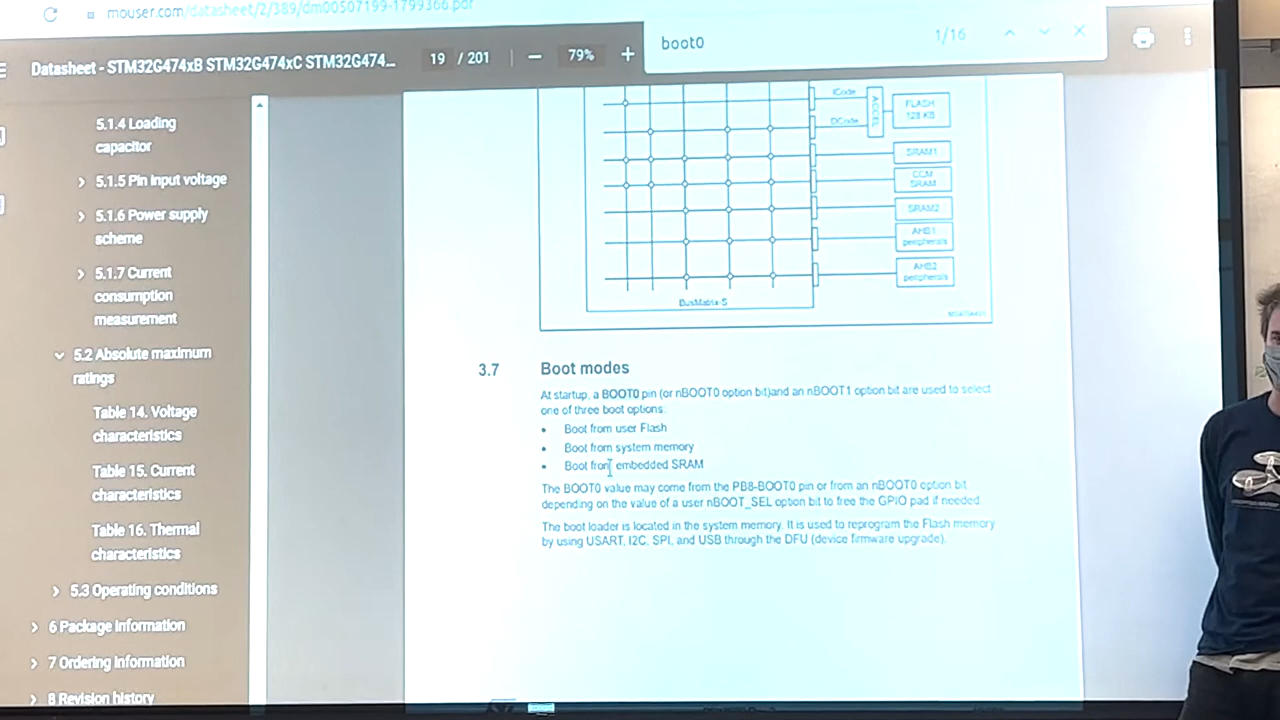 mouser.com/datasheet/2/389/dm00507199-1799366.pdf
Datasheet - STM32G474xB STM32G474xC STM32G474...
19 / 201
79%
boot0
1/16
5.1.4 Loading
capacitor
5.1.5 Pin input voltage
5.1.6 Power supply
scheme
5.1.7 Current
consumption
measurement
5.2 Absolute maximum
ratings
Table 14. Voltage
characteristics
Table 15. Current
characteristics
Table 16. Thermal
characteristics
5.3 Operating conditions
6 Package information
7 Ordering information
8 Revision history
ICode
DCode
ACCEL
FLASH
128 KB
SRAM1
CCM
SRAM
SRAM2
AHB1
peripherals
AHB2
peripherals
BusMatrix-S
3.7 Boot modes
At startup, a BOOT0 pin (or nBOOT0 option bit)and an nBOOT1 option bit are used to select
one of three boot options:
• Boot from user Flash
• Boot from system memory
• Boot from embedded SRAM
The BOOT0 value may come from the PB8-BOOT0 pin or from an nBOOT0 option bit
depending on the value of a user nBOOT_SEL option bit to free the GPIO pad if needed.
The boot loader is located in the system memory. It is used to reprogram the Flash memory
by using USART, I2C, SPI, and USB through the DFU (device firmware upgrade).